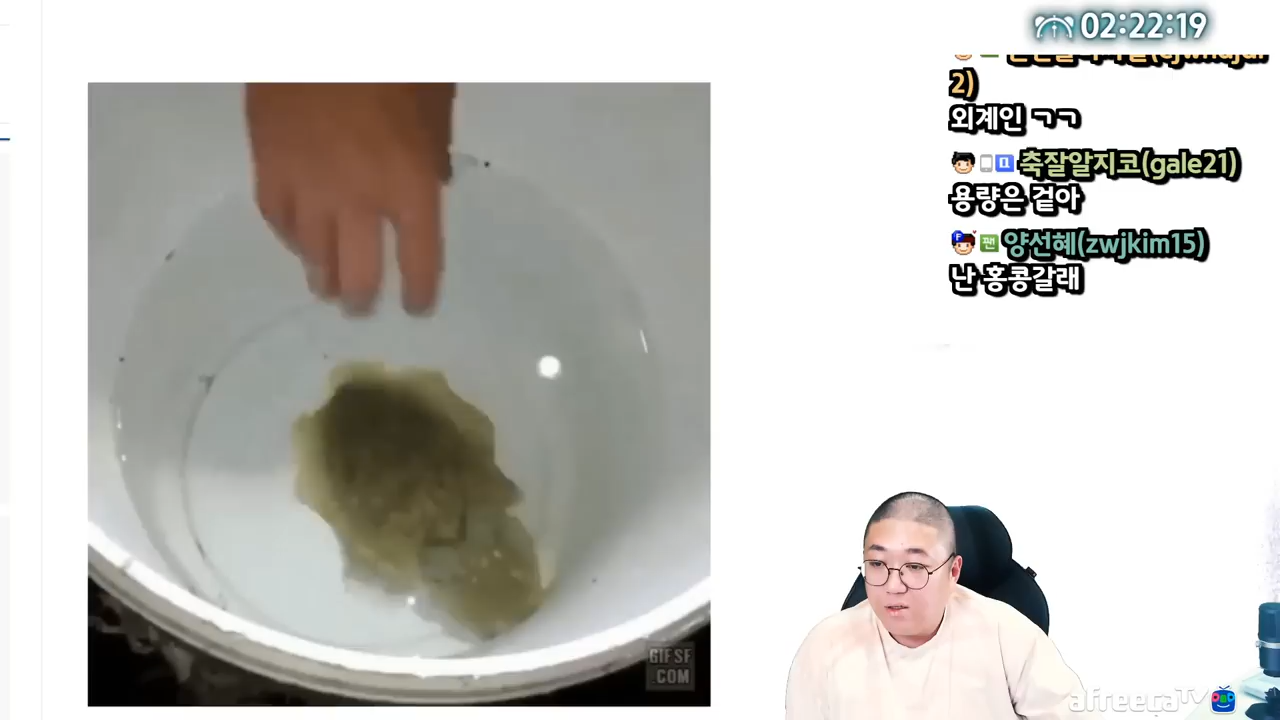 02:22:19
2)
외계인 ㄱㄱ
축잘알지코(gale21)
용량은 겉아
양선혜(zwjkim15)
난 홍콩갈래
GIFSF
.COM
afreecaTV